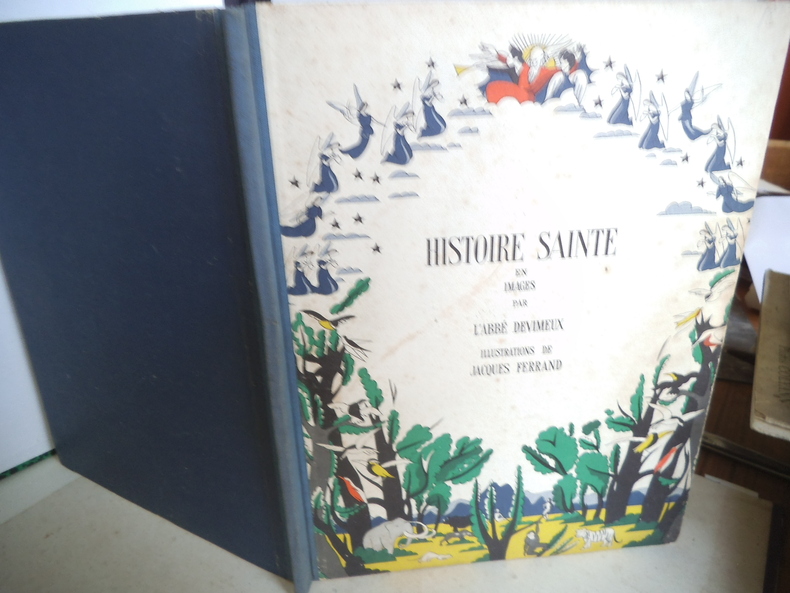 HISTOIRE SAINTE
EN
IMAGES
PAR
L'ABBÉ DEVIMEUX
ILLUSTRATIONS DE
JACQUES FERRAND